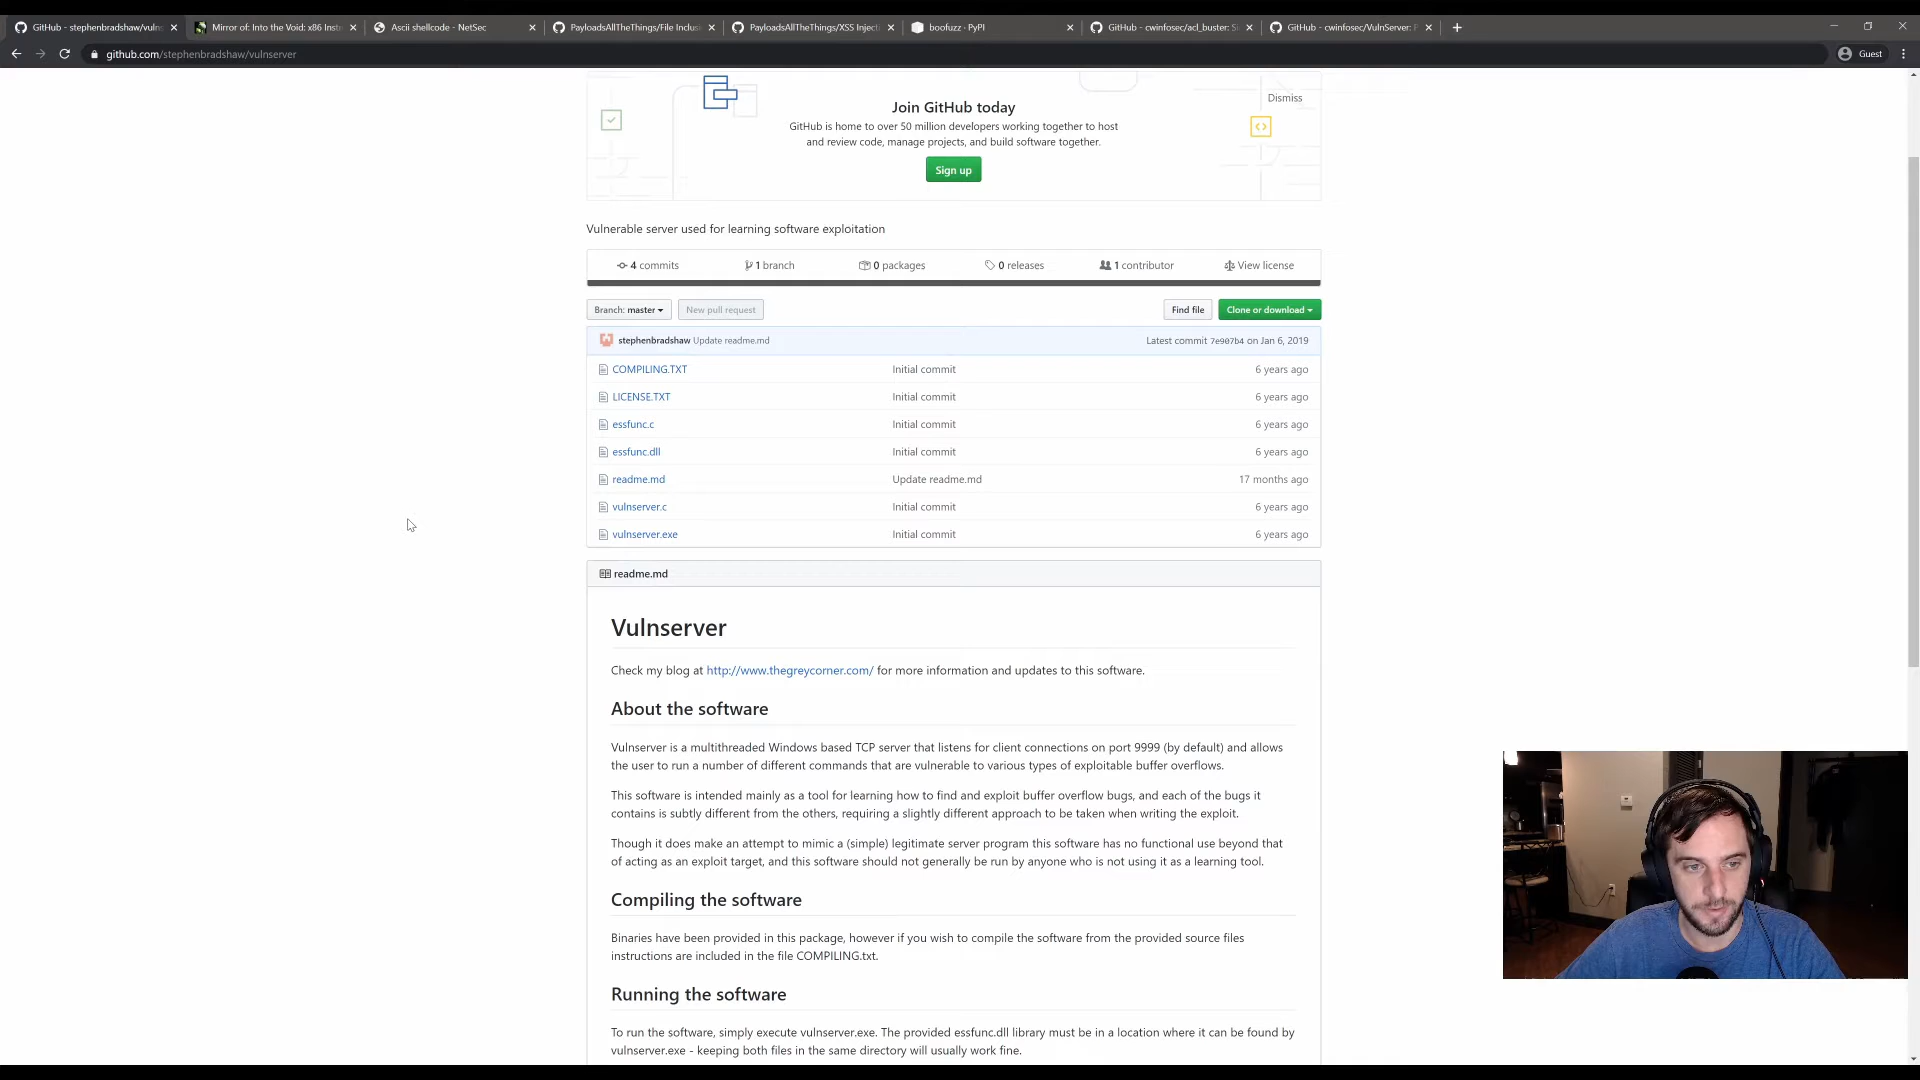 GitHub - stephenbradshaw/vuln
Mirror of: Into the Void: x86 Inst
Ascii shellcode - NetSec
PayloadsAllTheThings/File Inclusi
PayloadsAllTheThings/XSS Injecti
boofuzz · PyPI
GitHub - cwinfosec/acl_buster: Si
GitHub - cwinfosec/VulnServer: P
github.com/stephenbradshaw/vulnserver
Guest
Join GitHub today
Dismiss
GitHub is home to over 50 million developers working together to host
and review code, manage projects, and build software together.
Sign up
Vulnerable server used for learning software exploitation
4 commits
1 branch
0 packages
0 releases
1 contributor
View license
Branch: master
New pull request
Find file
Clone or download
stephenbradshaw Update readme.md
Latest commit 7e907b4 on Jan 6, 2019
COMPILING.TXT Initial commit 6 years ago
LICENSE.TXT Initial commit 6 years ago
essfunc.c Initial commit 6 years ago
essfunc.dll Initial commit 6 years ago
readme.md Update readme.md 17 months ago
vulnserver.c Initial commit 6 years ago
vulnserver.exe Initial commit 6 years ago
readme.md
Vulnserver
Check my blog at http://www.thegreycorner.com/ for more information and updates to this software.
About the software
Vulnserver is a multithreaded Windows based TCP server that listens for client connections on port 9999 (by default) and allows
the user to run a number of different commands that are vulnerable to various types of exploitable buffer overflows.
This software is intended mainly as a tool for learning how to find and exploit buffer overflow bugs, and each of the bugs it
contains is subtly different from the others, requiring a slightly different approach to be taken when writing the exploit.
Though it does make an attempt to mimic a (simple) legitimate server program this software has no functional use beyond that
of acting as an exploit target, and this software should not generally be run by anyone who is not using it as a learning tool.
Compiling the software
Binaries have been provided in this package, however if you wish to compile the software from the provided source files
instructions are included in the file COMPILING.txt.
Running the software
To run the software, simply execute vulnserver.exe. The provided essfunc.dll library must be in a location where it can be found by
vulnserver.exe - keeping both files in the same directory will usually work fine.